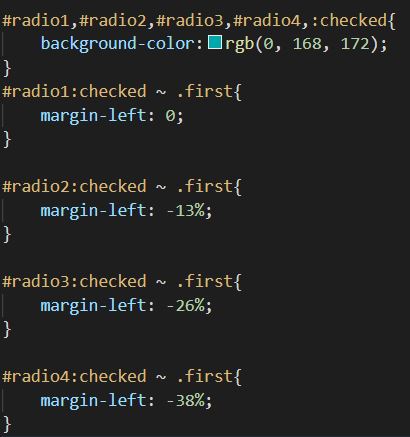 #radio1,#radio2,#radio3,#radio4,:checked{
background-color:rgb(0, 168, 172);
}
#radio1:checked ~ .first{
margin-left: 0;
}
#radio2:checked ~ .first{
margin-left: -13%;
}
#radio3:checked ~ .first{
margin-left: -26%;
}
#radio4:checked ~ .first{
margin-left: -38%;
}